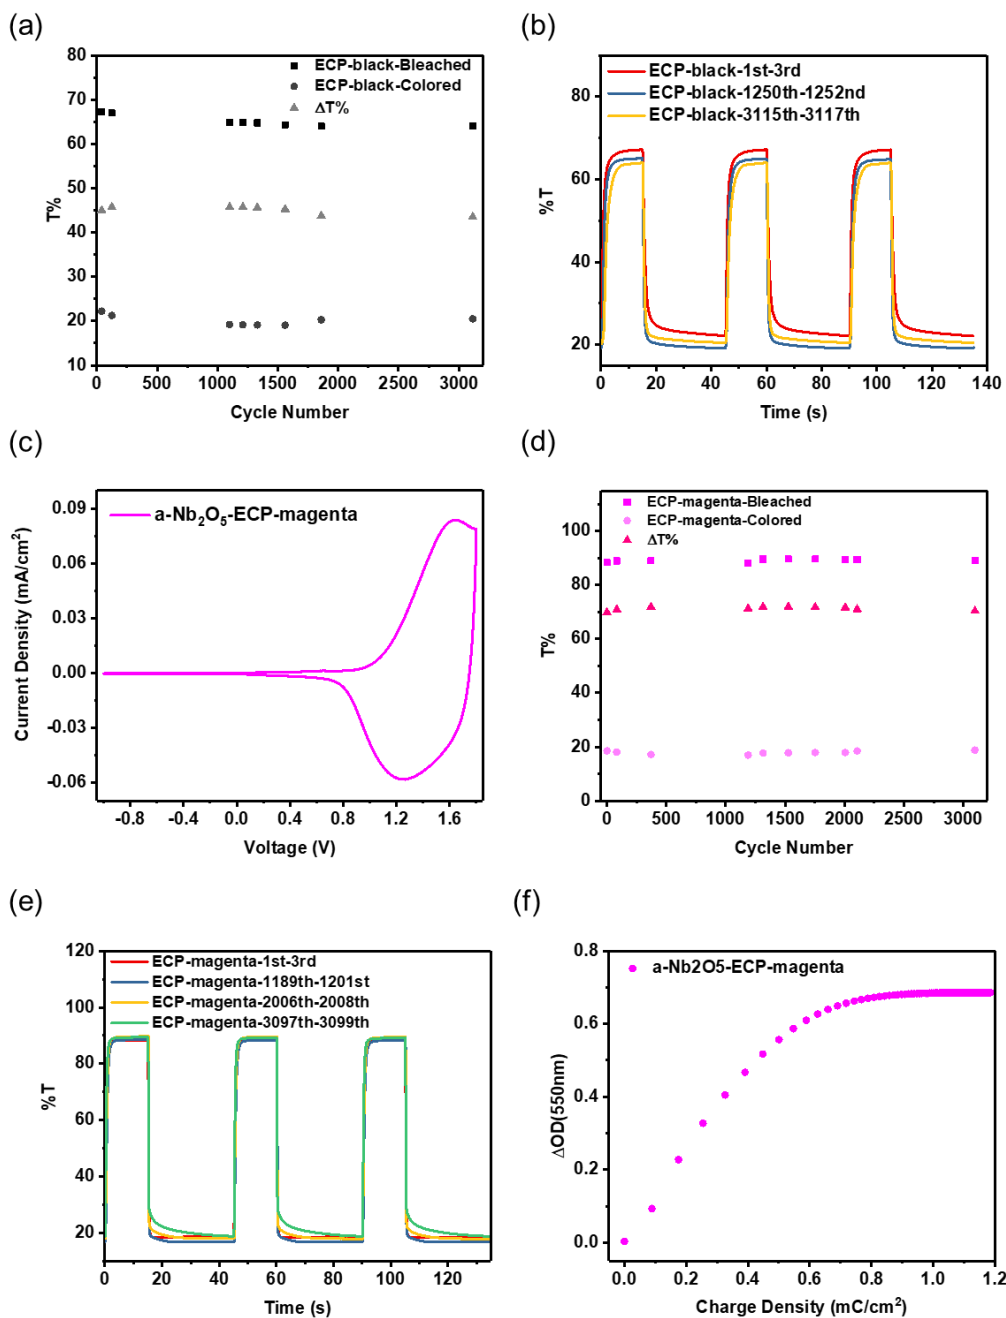 (a)
80
70
60
50
40
30
20
10
T%
ECP-black-Bleached
ECP-black-Colored
ΔT%
0 500 1000 1500 2000 2500 3000
Cycle Number
(b)
80
60
40
20
%T
ECP-black-1st-3rd
ECP-black-1250th-1252nd
ECP-black-3115th-3117th
0 20 40 60 80 100 120 140
Time (s)
(c)
0.09
0.06
0.03
0.00
-0.03
-0.06
Current Density (mA/cm²)
a-Nb₂O₅-ECP-magenta
-0.8 -0.4 0.0 0.4 0.8 1.2 1.6
Voltage (V)
(d)
100
80
60
40
20
0
T%
ECP-magenta-Bleached
ECP-magenta-Colored
ΔT%
0 500 1000 1500 2000 2500 3000
Cycle Number
(e)
120
100
80
60
40
20
%T
ECP-magenta-1st-3rd
ECP-magenta-1189th-1201st
ECP-magenta-2006th-2008th
ECP-magenta-3097th-3099th
0 20 40 60 80 100 120
Time (s)
(f)
0.8
0.6
0.4
0.2
0.0
ΔOD(550nm)
a-Nb2O5-ECP-magenta
0.0 0.2 0.4 0.6 0.8 1.0 1.2
Charge Density (mC/cm²)